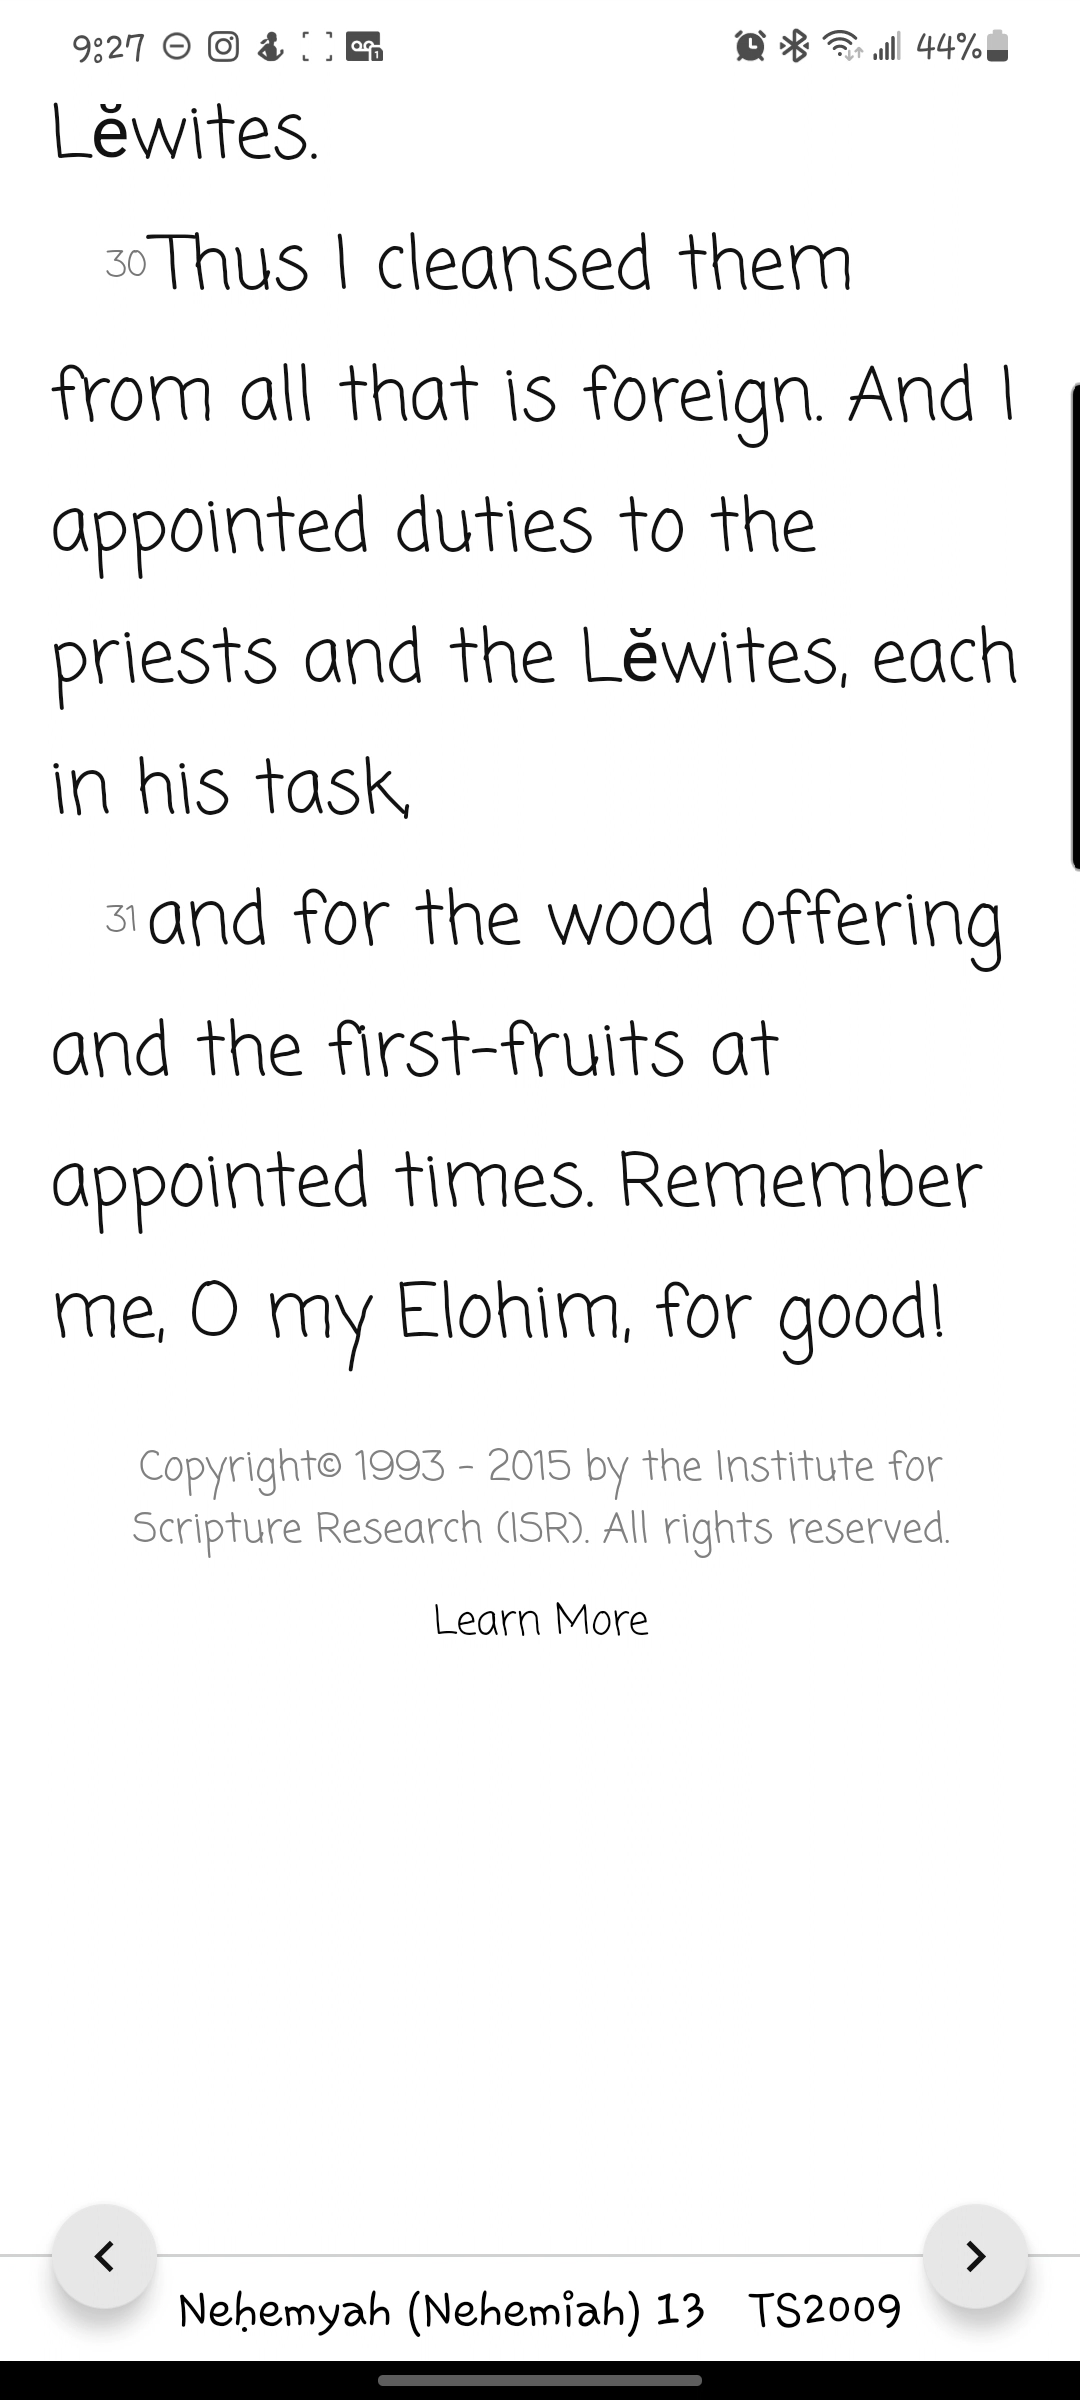 9:27 44%
Lĕwites.
30 Thus I cleansed them
from all that is foreign. And I
appointed duties to the
priests and the Lĕwites, each
in his task,
31 and for the wood offering
and the first-fruits at
appointed times. Remember
me, O my Elohim, for good!
Copyright© 1993 - 2015 by the Institute for
Scripture Research (ISR). All rights reserved.
Learn More
Neḥemyah (Nehemiah) 13 TS2009